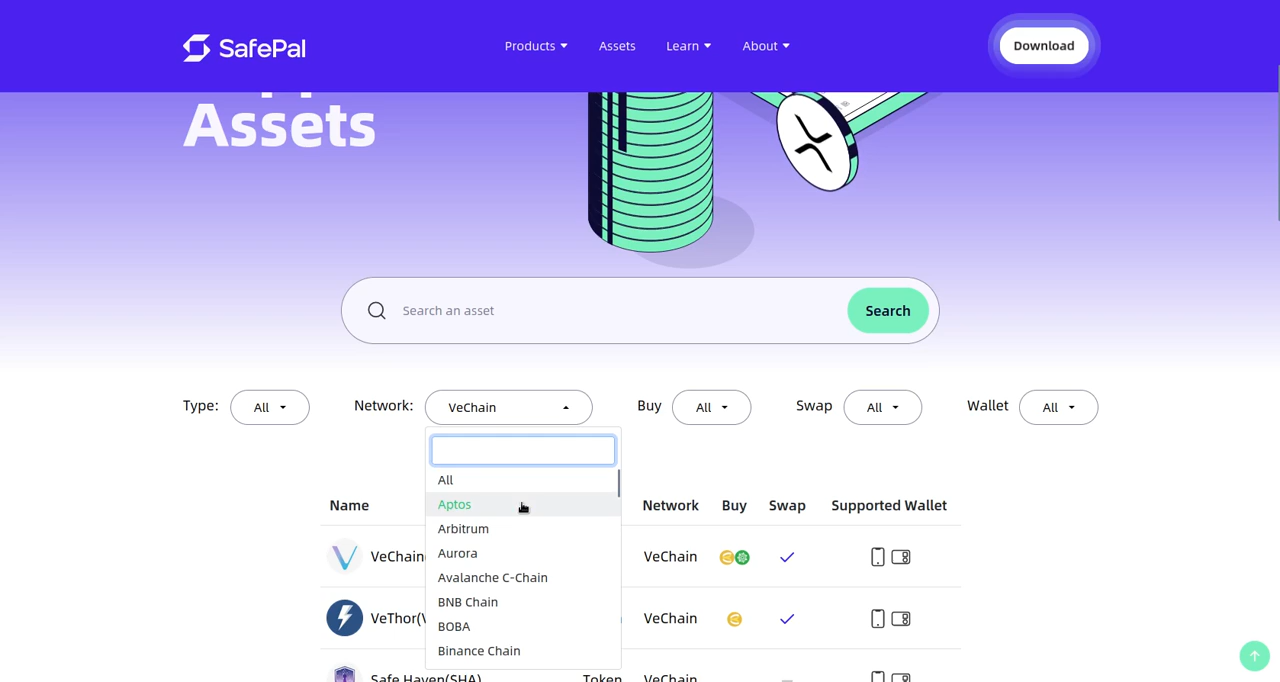 SafePal
Products
Assets
Learn
About
Download
Assets
Search an asset
Search
Type:
All
Network:
VeChain
Buy
All
Swap
All
Wallet
All
All
Aptos
Arbitrum
Aurora
Avalanche C-Chain
BNB Chain
BOBA
Binance Chain
Name
Network
Buy
Swap
Supported Wallet
VeChain
VeChain
VeThor(
VeChain
Safe Haven(SHA)
Token
VeChain